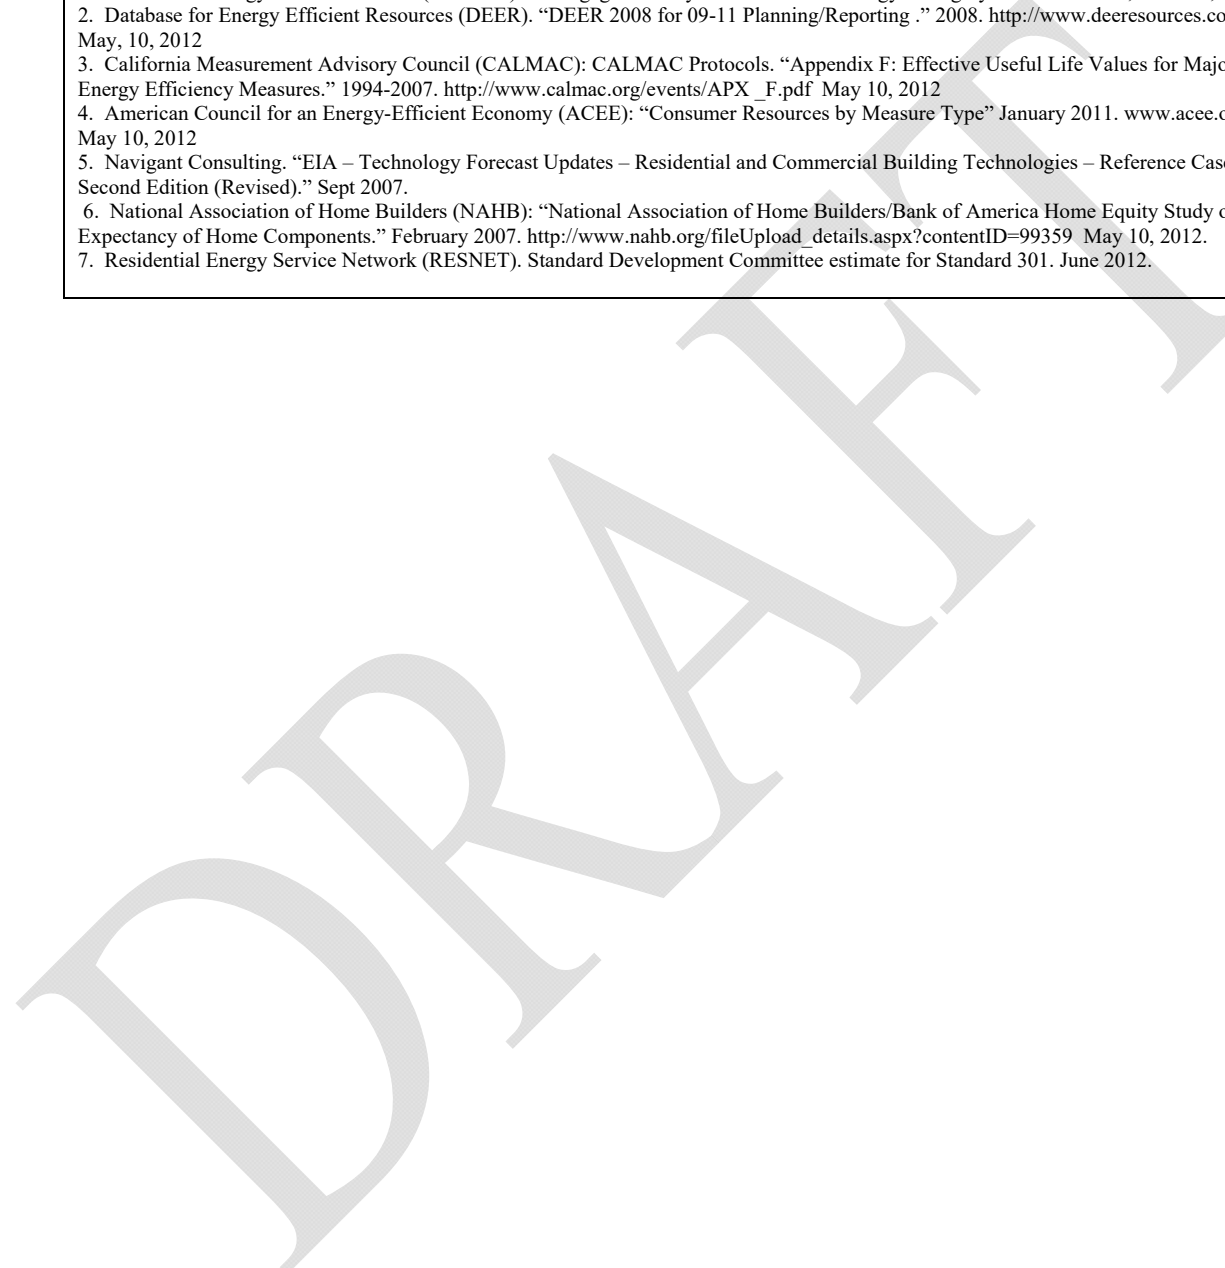 2. Database for Energy Efficient Resources (DEER). “DEER 2008 for 09-11 Planning/Reporting .” 2008. http://www.deeresources.co
May, 10, 2012
3. California Measurement Advisory Council (CALMAC): CALMAC Protocols. “Appendix F: Effective Useful Life Values for Majo
Energy Efficiency Measures.” 1994-2007. http://www.calmac.org/events/APX _F.pdf May 10, 2012
4. American Council for an Energy-Efficient Economy (ACEE): “Consumer Resources by Measure Type” January 2011. www.acee.o
May 10, 2012
5. Navigant Consulting. “EIA – Technology Forecast Updates – Residential and Commercial Building Technologies – Reference Case
Second Edition (Revised).” Sept 2007.
6. National Association of Home Builders (NAHB): “National Association of Home Builders/Bank of America Home Equity Study o
Expectancy of Home Components.” February 2007. http://www.nahb.org/fileUpload_details.aspx?contentID=99359 May 10, 2012.
7. Residential Energy Service Network (RESNET). Standard Development Committee estimate for Standard 301. June 2012.
DRAFT